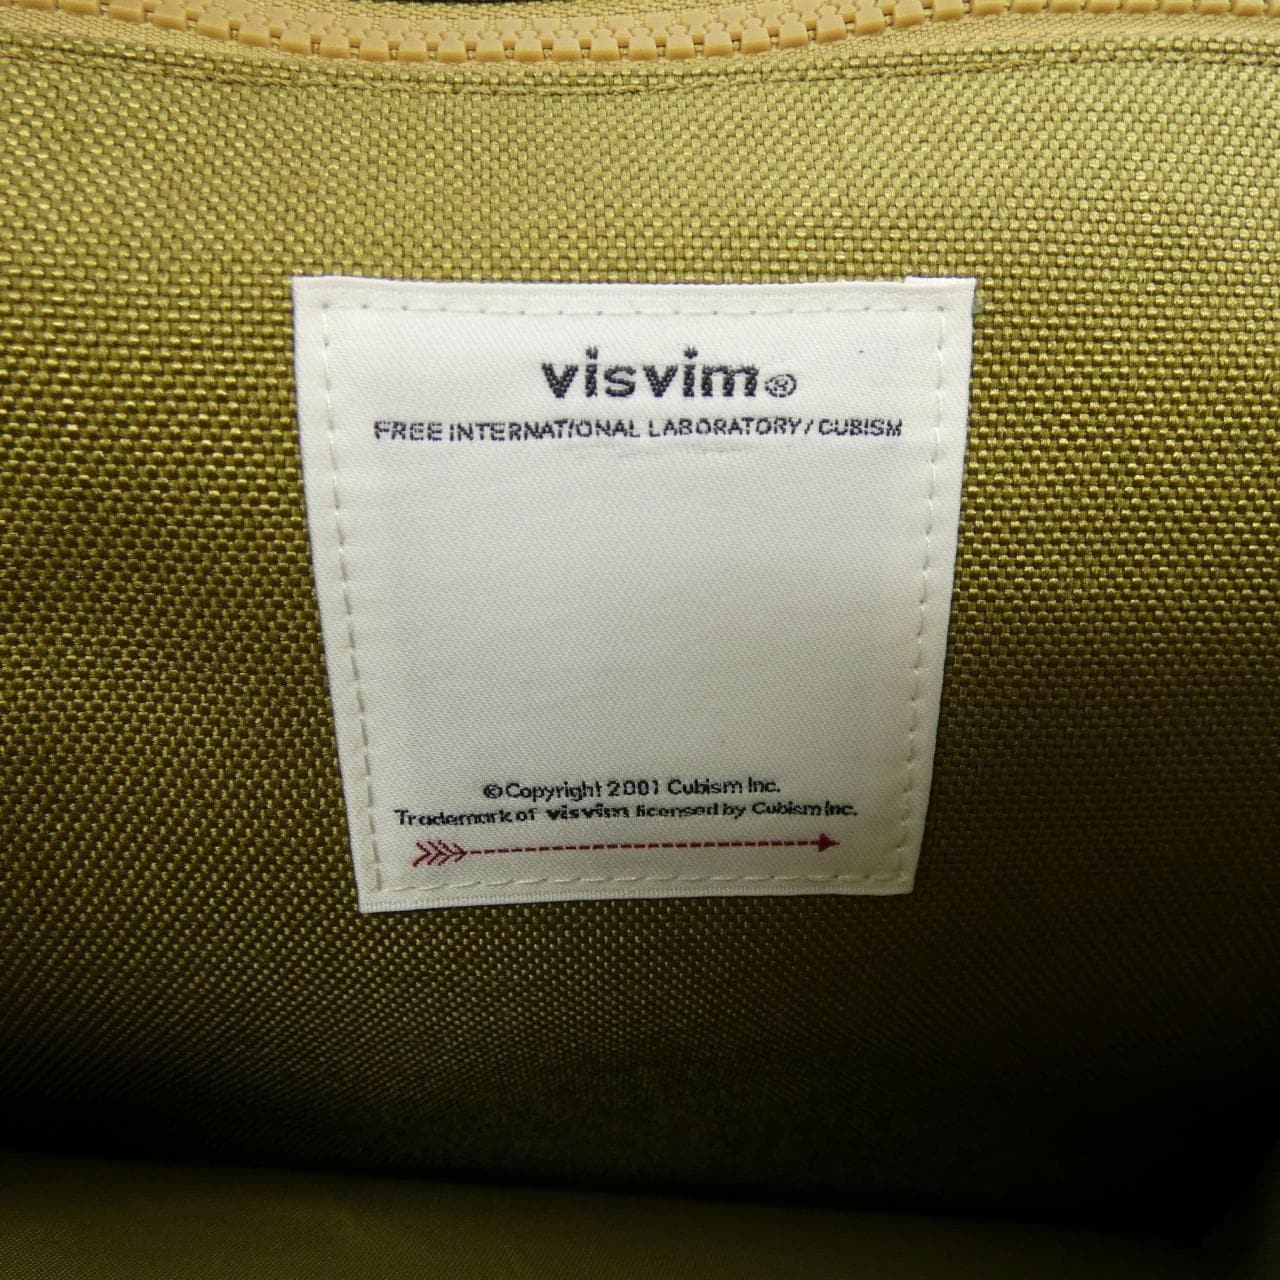 visvim®
FREE INTERNATIONAL LABORATORY / CUBISM
©Copyright 2001 Cubism Inc.
Trademark of visvim licensed by Cubism Inc.